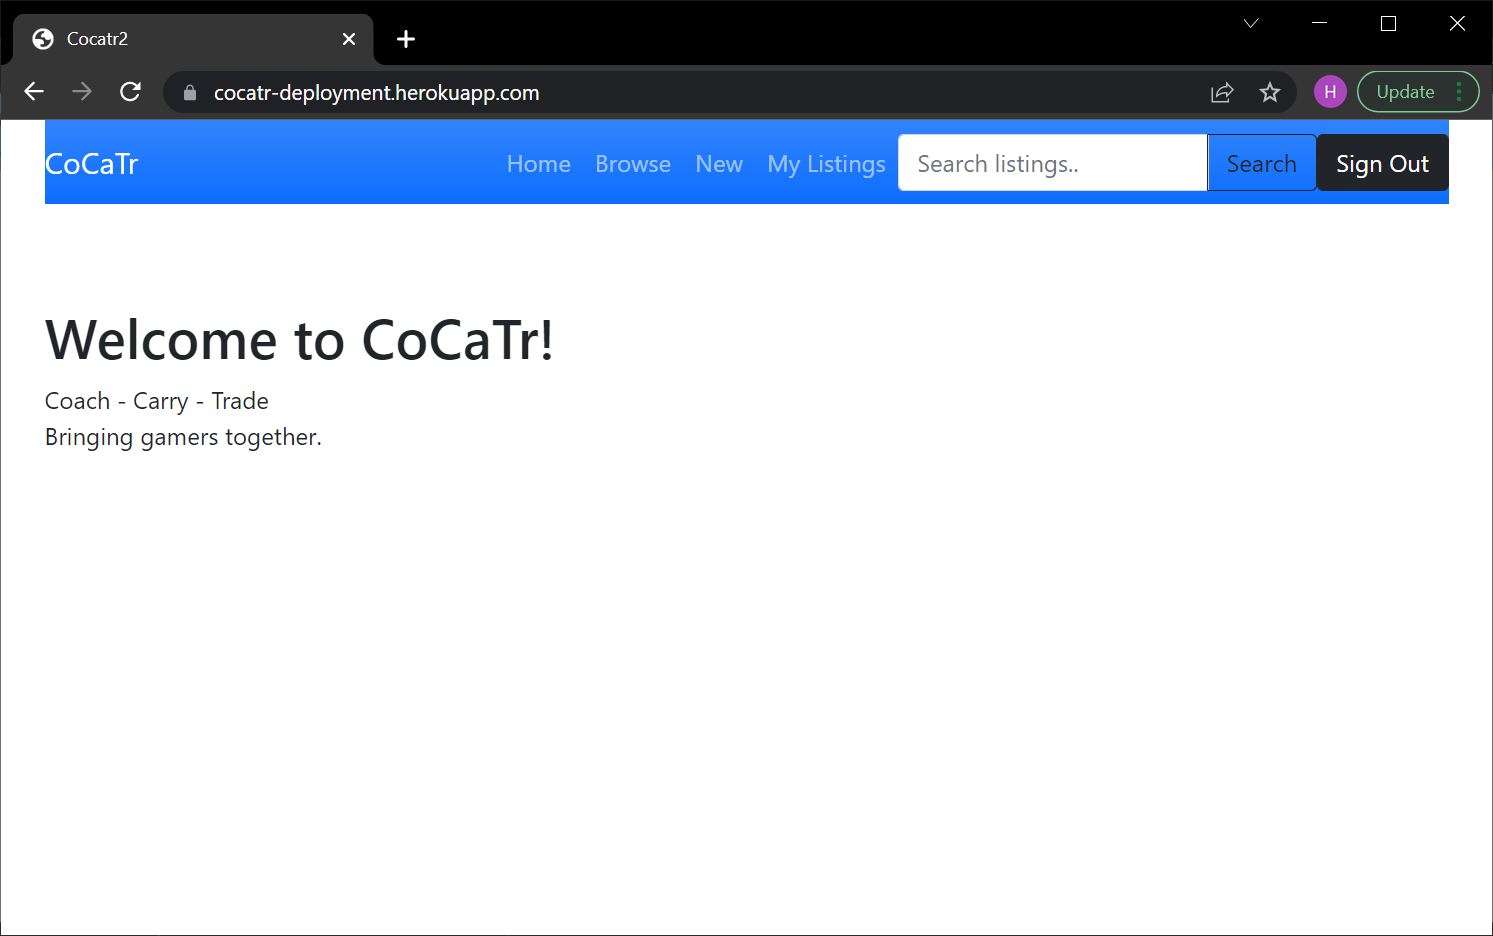 Cocatr2
cocatr-deployment.herokuapp.com
H
Update
CoCaTr
Home
Browse
New
My Listings
Search listings..
Search
Sign Out
Welcome to CoCaTr!
Coach - Carry - Trade
Bringing gamers together.